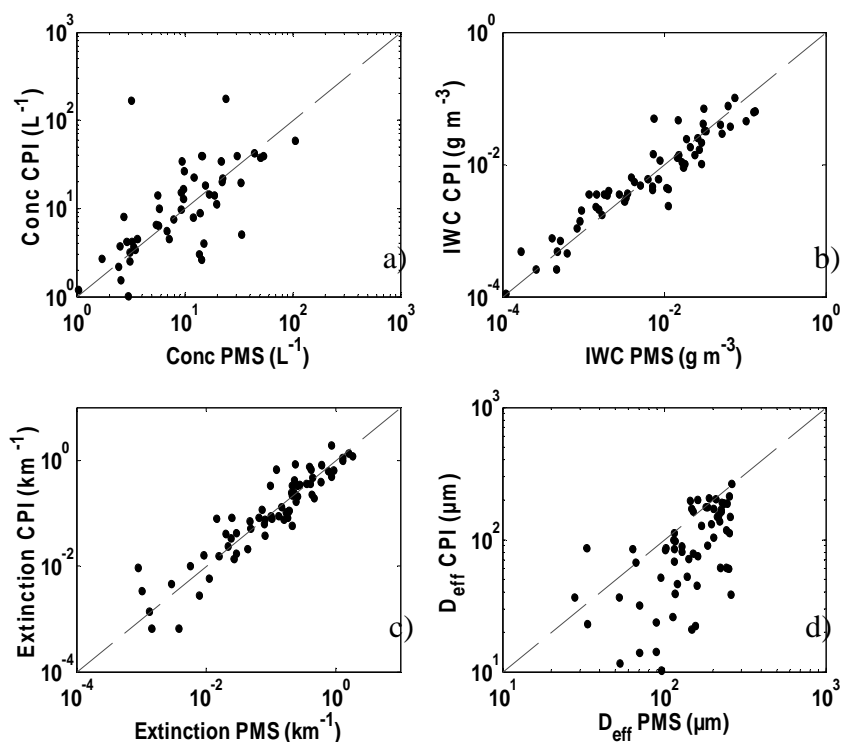 10³
10²
10¹
10⁰
Conc CPI (L⁻¹)
a)
10⁰ 10¹ 10² 10³
Conc PMS (L⁻¹)
10⁰
10⁻²
10⁻⁴
IWC CPI (g m⁻³)
b)
10⁻⁴ 10⁻² 10⁰
IWC PMS (g m⁻³)
10⁰
10⁻²
10⁻⁴
Extinction CPI (km⁻¹)
c)
10⁻⁴ 10⁻² 10⁰
Extinction PMS (km⁻¹)
10³
10²
10¹
D_eff CPI (µm)
d)
10¹ 10² 10³
D_eff PMS (µm)